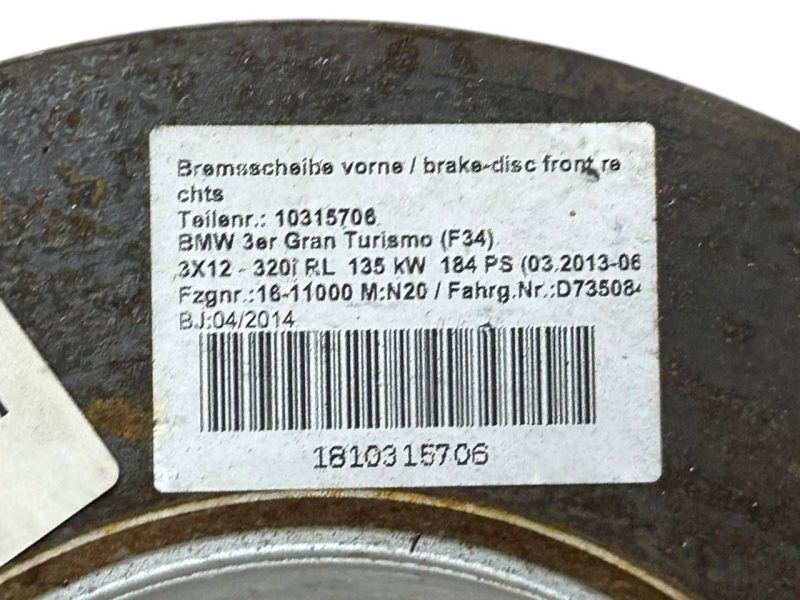 Bremsscheibe vorne / brake-disc front re
chts
Teilenr.: 10315706
BMW 3er Gran Turismo (F34)
3X12 - 320i RL 135 kW 184 PS (03.2013-06
Fzgnr.:16-11000 M:N20 / Fahrg.Nr.:D735084
BJ:04/2014
1810315706